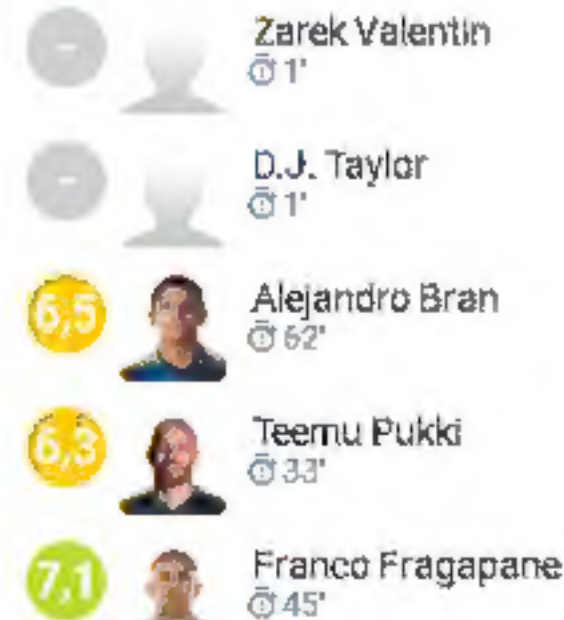 -
Zarek Valentin
1'
-
D.J. Taylor
1'
6,5
Alejandro Bran
62'
6,3
Teemu Pukki
33'
7,1
Franco Fragapane
45'